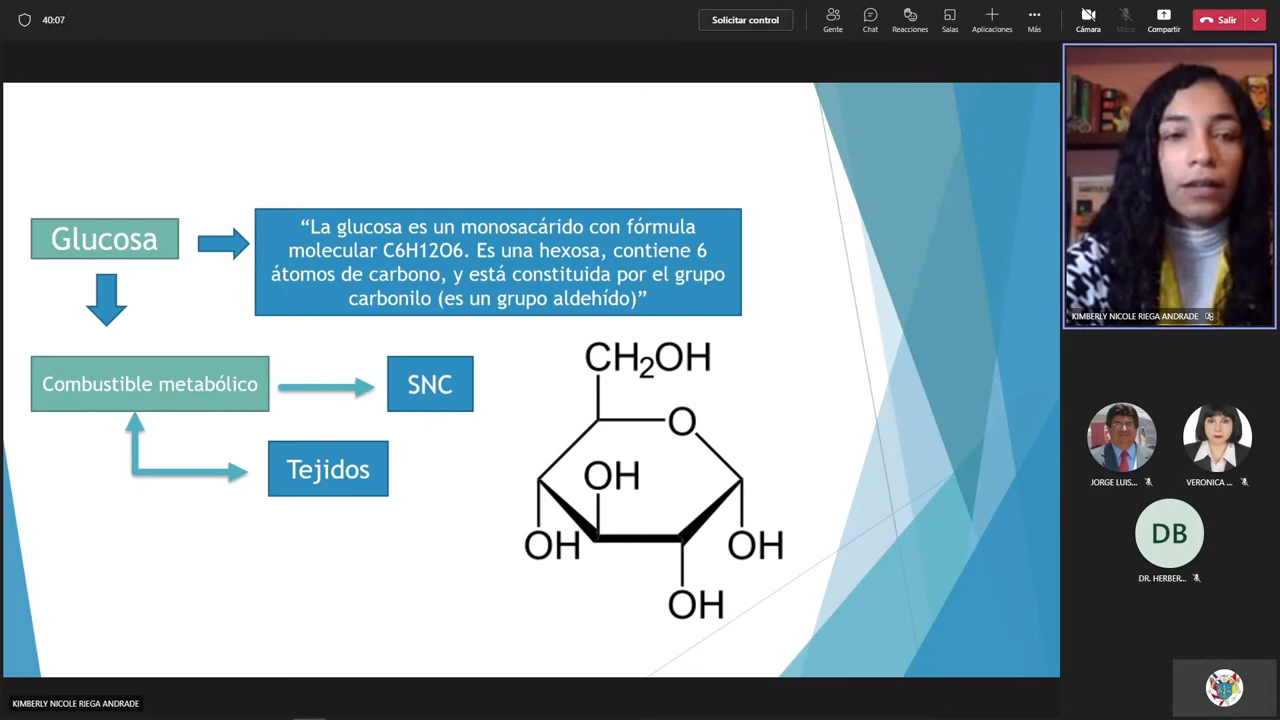 40:07
Solicitar control
Gente
Chat
Reacciones
Salas
Aplicaciones
Más
Cámara
Micro
Compartir
Salir
Glucosa
“La glucosa es un monosacárido con fórmula
molecular C6H12O6. Es una hexosa, contiene 6
átomos de carbono, y está constituida por el grupo
carbonilo (es un grupo aldehído)”
Combustible metabólico
SNC
Tejidos
CH₂OH
O
OH
OH
OH
OH
KIMBERLY NICOLE RIEGA ANDRADE
JORGE LUIS...
VERONICA ...
DB
DR. HERBER...
KIMBERLY NICOLE RIEGA ANDRADE